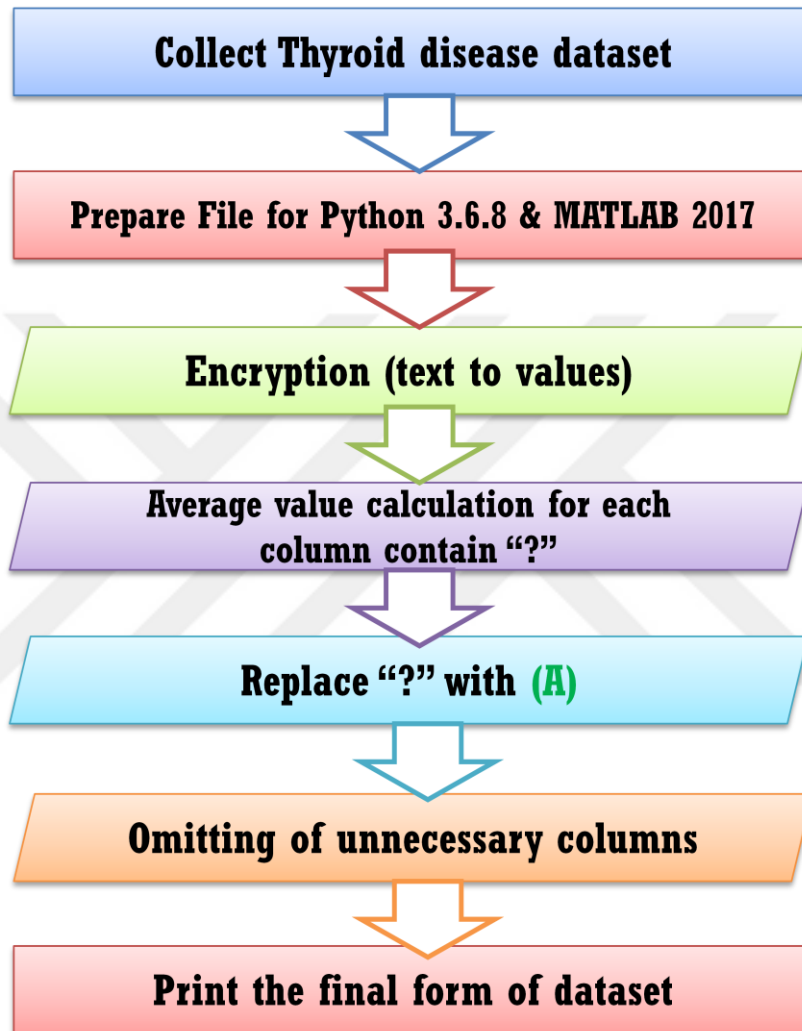 Collect Thyroid disease dataset
Prepare File for Python 3.6.8 & MATLAB 2017
Encryption (text to values)
Average value calculation for each
column contain “?”
Replace “?” with (A)
Omitting of unnecessary columns
Print the final form of dataset